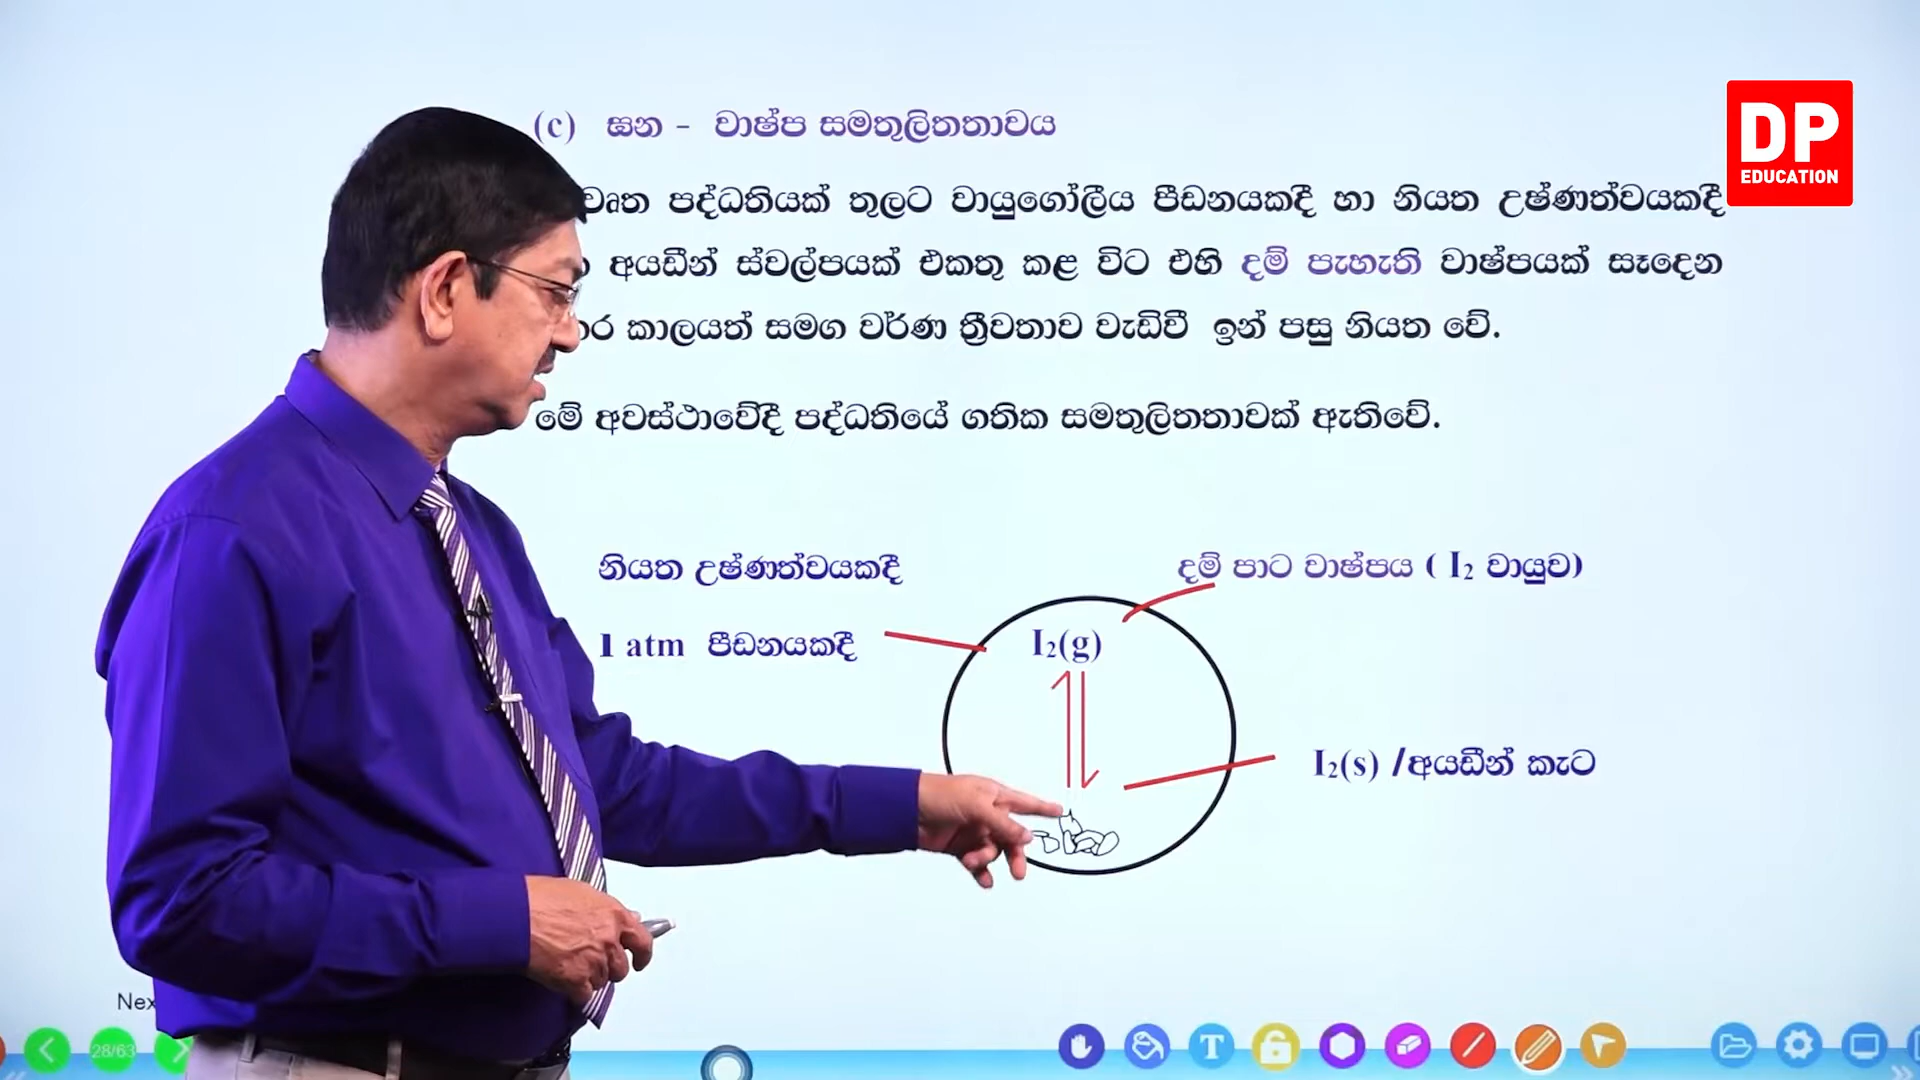 (c) ඝන - වාෂ්ප සමතුලිතතාවය
DP
EDUCATION
පද්ධතියක් තුලට වායුගෝලීය පීඩනයකදී හා නියත උෂ්ණත්වයකදී
අයඩීන් ස්වල්පයක් එකතු කළ විට එහි දම් පැහැති වාෂ්පයක් සෑදෙන
කාලයත් සමග වර්ණ ත්‍රීවතාව වැඩිවී ඉන් පසු නියත වේ.
මේ අවස්ථාවේදී පද්ධතියේ ගතික සමතුලිතතාවක් ඇතිවේ.
නියත උෂ්ණත්වයකදී
දම් පාට වාෂ්පය ( I₂ වායුව)
1 atm පීඩනයකදී
I₂(g)
I₂(s) /අයඩීන් කැට
28/63
T